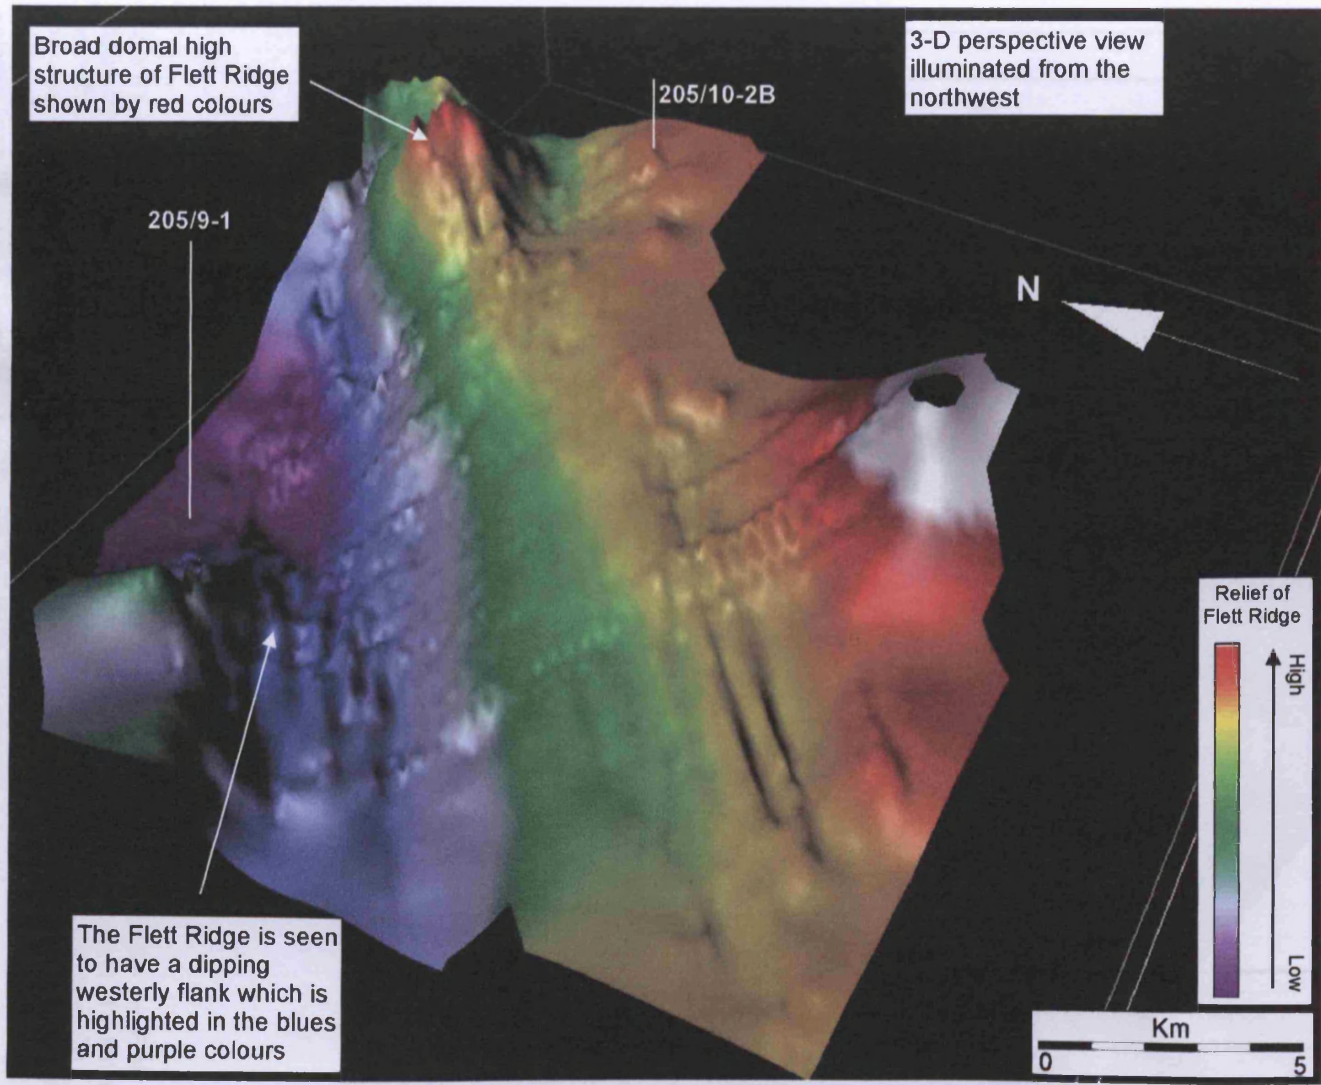 Broad domal high
structure of Flett Ridge
shown by red colours
3-D perspective view
illuminated from the
northwest
205/10-2B
205/9-1
N
Relief of
Flett Ridge
High
Low
The Flett Ridge is seen
to have a dipping
westerly flank which is
highlighted in the blues
and purple colours
Km
0 5